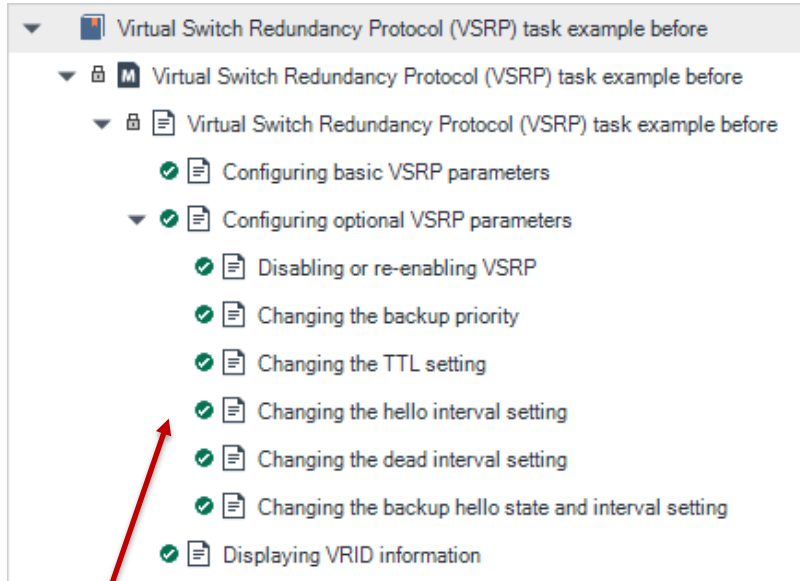 Virtual Switch Redundancy Protocol (VSRP) task example before
M Virtual Switch Redundancy Protocol (VSRP) task example before
Virtual Switch Redundancy Protocol (VSRP) task example before
Configuring basic VSRP parameters
Configuring optional VSRP parameters
Disabling or re-enabling VSRP
Changing the backup priority
Changing the TTL setting
Changing the hello interval setting
Changing the dead interval setting
Changing the backup hello state and interval setting
Displaying VRID information